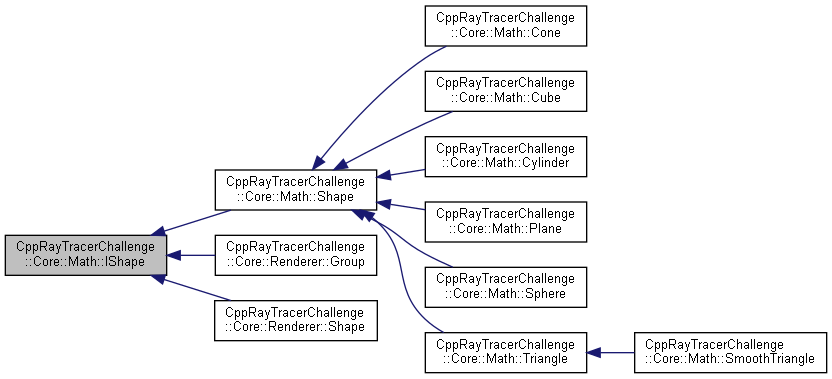 CppRayTracerChallenge
::Core::Math::Cone
CppRayTracerChallenge
::Core::Math::Cube
CppRayTracerChallenge
::Core::Math::Cylinder
CppRayTracerChallenge
::Core::Math::Shape
CppRayTracerChallenge
::Core::Math::Plane
CppRayTracerChallenge
::Core::Math::IShape
CppRayTracerChallenge
::Core::Renderer::Group
CppRayTracerChallenge
::Core::Math::Sphere
CppRayTracerChallenge
::Core::Renderer::Shape
CppRayTracerChallenge
::Core::Math::Triangle
CppRayTracerChallenge
::Core::Math::SmoothTriangle